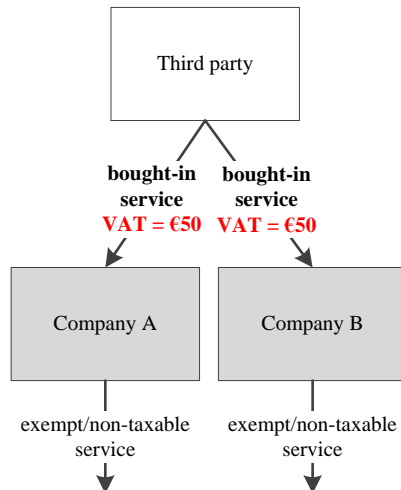 Third party
bought-in
service
VAT = €50
bought-in
service
VAT = €50
Company A
Company B
exempt/non-taxable
service
exempt/non-taxable
service